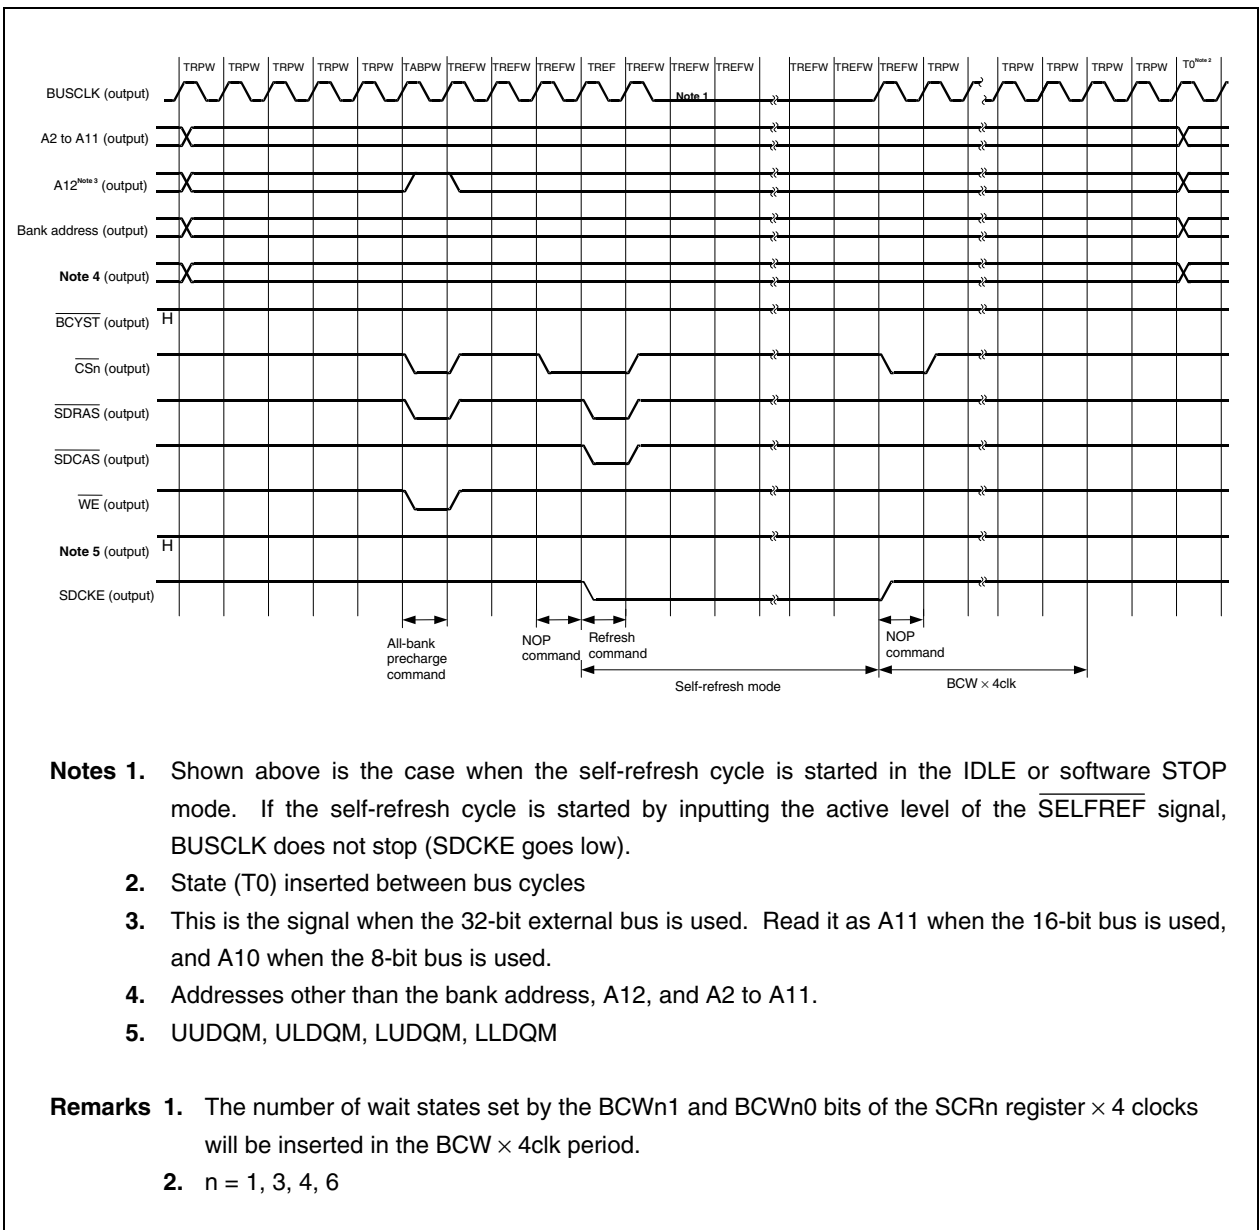 TRPW TRPW TRPW TRPW TRPW TABPW TREFW TREFW TREFW TREF TREFW TREFW TREFW TREFW TREFW TREFW TRPW TRPW TRPW TRPW TRPW T0 Note 2
BUSCLK (output)
Note 1
A2 to A11 (output)
A12 Note 3 (output)
Bank address (output)
Note 4 (output)
BCYST (output) H
CSn (output)
SDRAS (output)
SDCAS (output)
WE (output)
Note 5 (output) H
SDCKE (output)
All-bank
precharge
command
NOP
command
Refresh
command
NOP
command
Self-refresh mode
BCW × 4clk
Notes 1. Shown above is the case when the self-refresh cycle is started in the IDLE or software STOP
mode. If the self-refresh cycle is started by inputting the active level of the SELFREF signal,
BUSCLK does not stop (SDCKE goes low).
2. State (T0) inserted between bus cycles
3. This is the signal when the 32-bit external bus is used. Read it as A11 when the 16-bit bus is used,
and A10 when the 8-bit bus is used.
4. Addresses other than the bank address, A12, and A2 to A11.
5. UUDQM, ULDQM, LUDQM, LLDQM
Remarks 1. The number of wait states set by the BCWn1 and BCWn0 bits of the SCRn register × 4 clocks
will be inserted in the BCW × 4clk period.
2. n = 1, 3, 4, 6